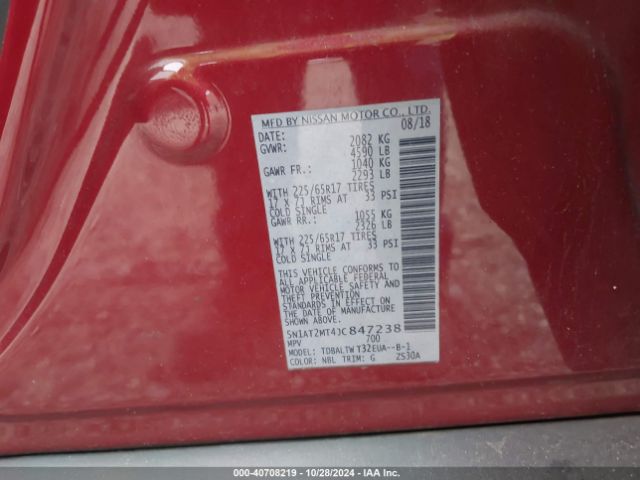 MFD BY NISSAN MOTOR CO., LTD.
DATE: 08/18
GVWR: 2082 KG
4590 LB
GAWR FR.: 1040 KG
2293 LB
WITH 225/65R17 TIRES
17 X 7J RIMS AT 33 PSI
COLD SINGLE
GAWR RR.: 1055 KG
2326 LB
WITH 225/65R17 TIRES
17 X 7J RIMS AT 33 PSI
COLD SINGLE
THIS VEHICLE CONFORMS TO
ALL APPLICABLE FEDERAL
MOTOR VEHICLE SAFETY AND
THEFT PREVENTION
STANDARDS IN EFFECT ON
THE DATE OF MANUFACTURE
SHOWN ABOVE.
5N1AT2MT4JC847238
MPV 700
MODEL: TDBALTW Y32EUA--B-1
COLOR: NBL TRIM: G ZS30A
000-40708219 - 10/28/2024 - IAA Inc.